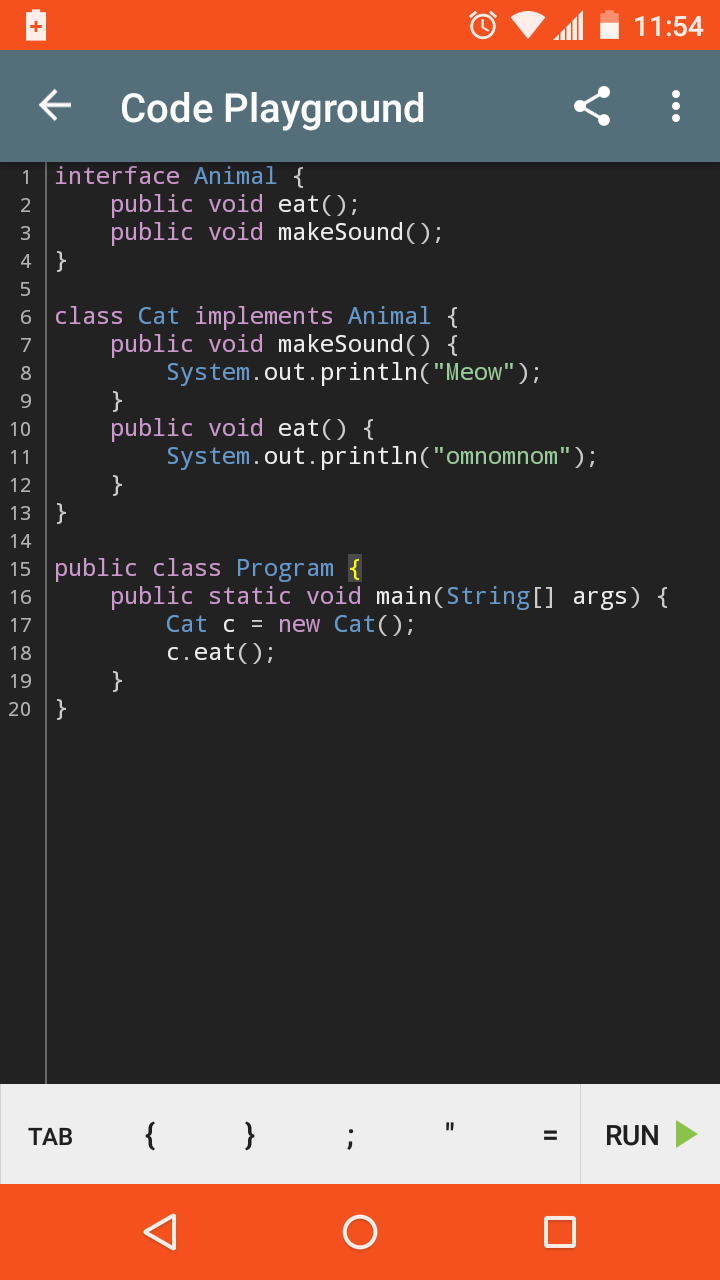 11:54
Code Playground
1 interface Animal {
2     public void eat();
3     public void makeSound();
4 }
5
6 class Cat implements Animal {
7     public void makeSound() {
8         System.out.println("Meow");
9     }
10     public void eat() {
11         System.out.println("omnomnom");
12     }
13 }
14
15 public class Program {
16     public static void main(String[] args) {
17         Cat c = new Cat();
18         c.eat();
19     }
20 }
TAB { } ; " = RUN